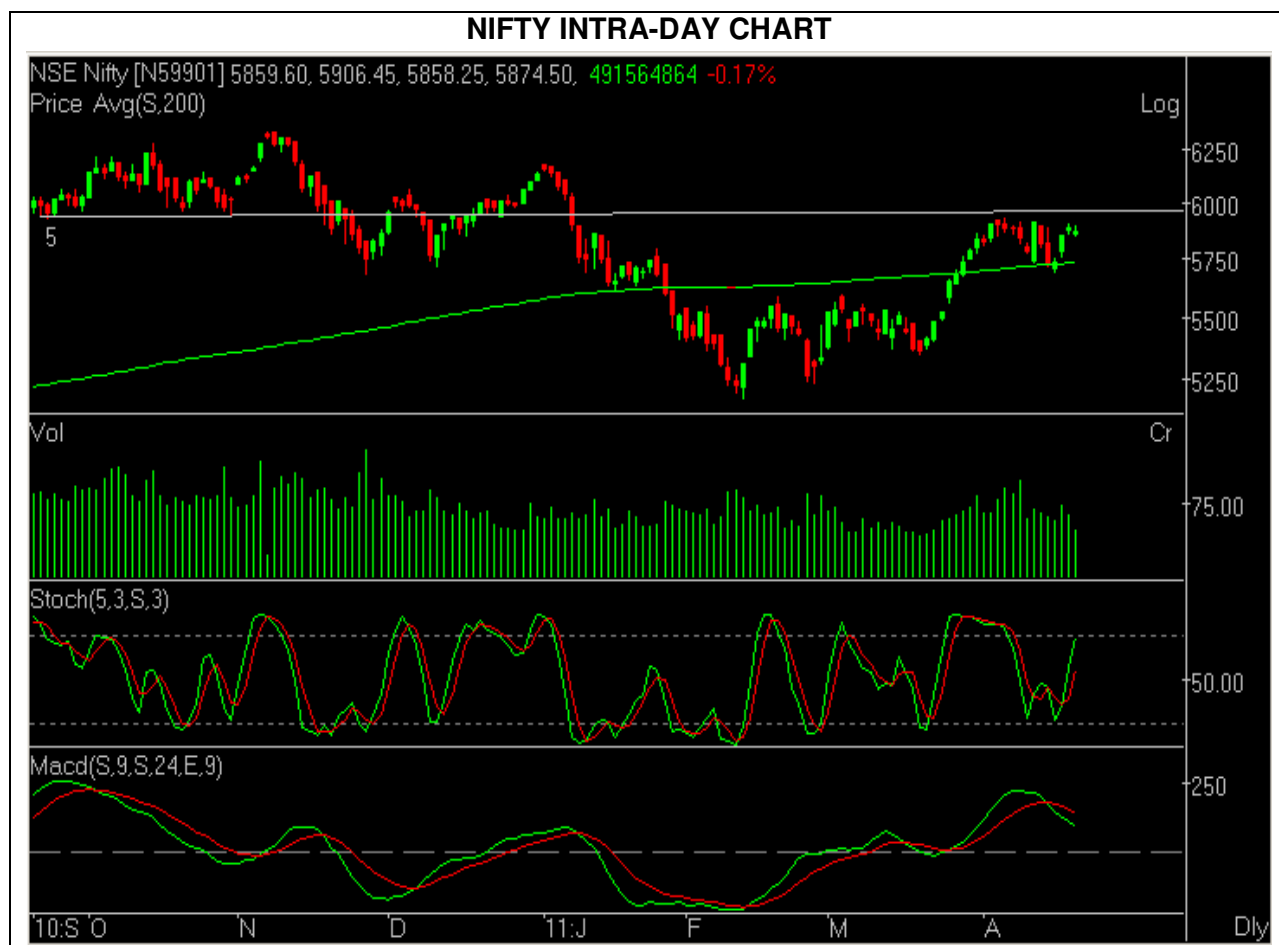 NIFTY INTRA-DAY CHART
NSE Nifty [N59901] 5859.60, 5906.45, 5858.25, 5874.50, 491564864 -0.17%
Price Avg(S,200)
Log
6250
6000
5
5750
5500
5250
Vol
Cr
75.00
Stoch(5,3,S,3)
50.00
Macd(S,9,S,24,E,9)
250
10:S O N D 11:J F M A Dly